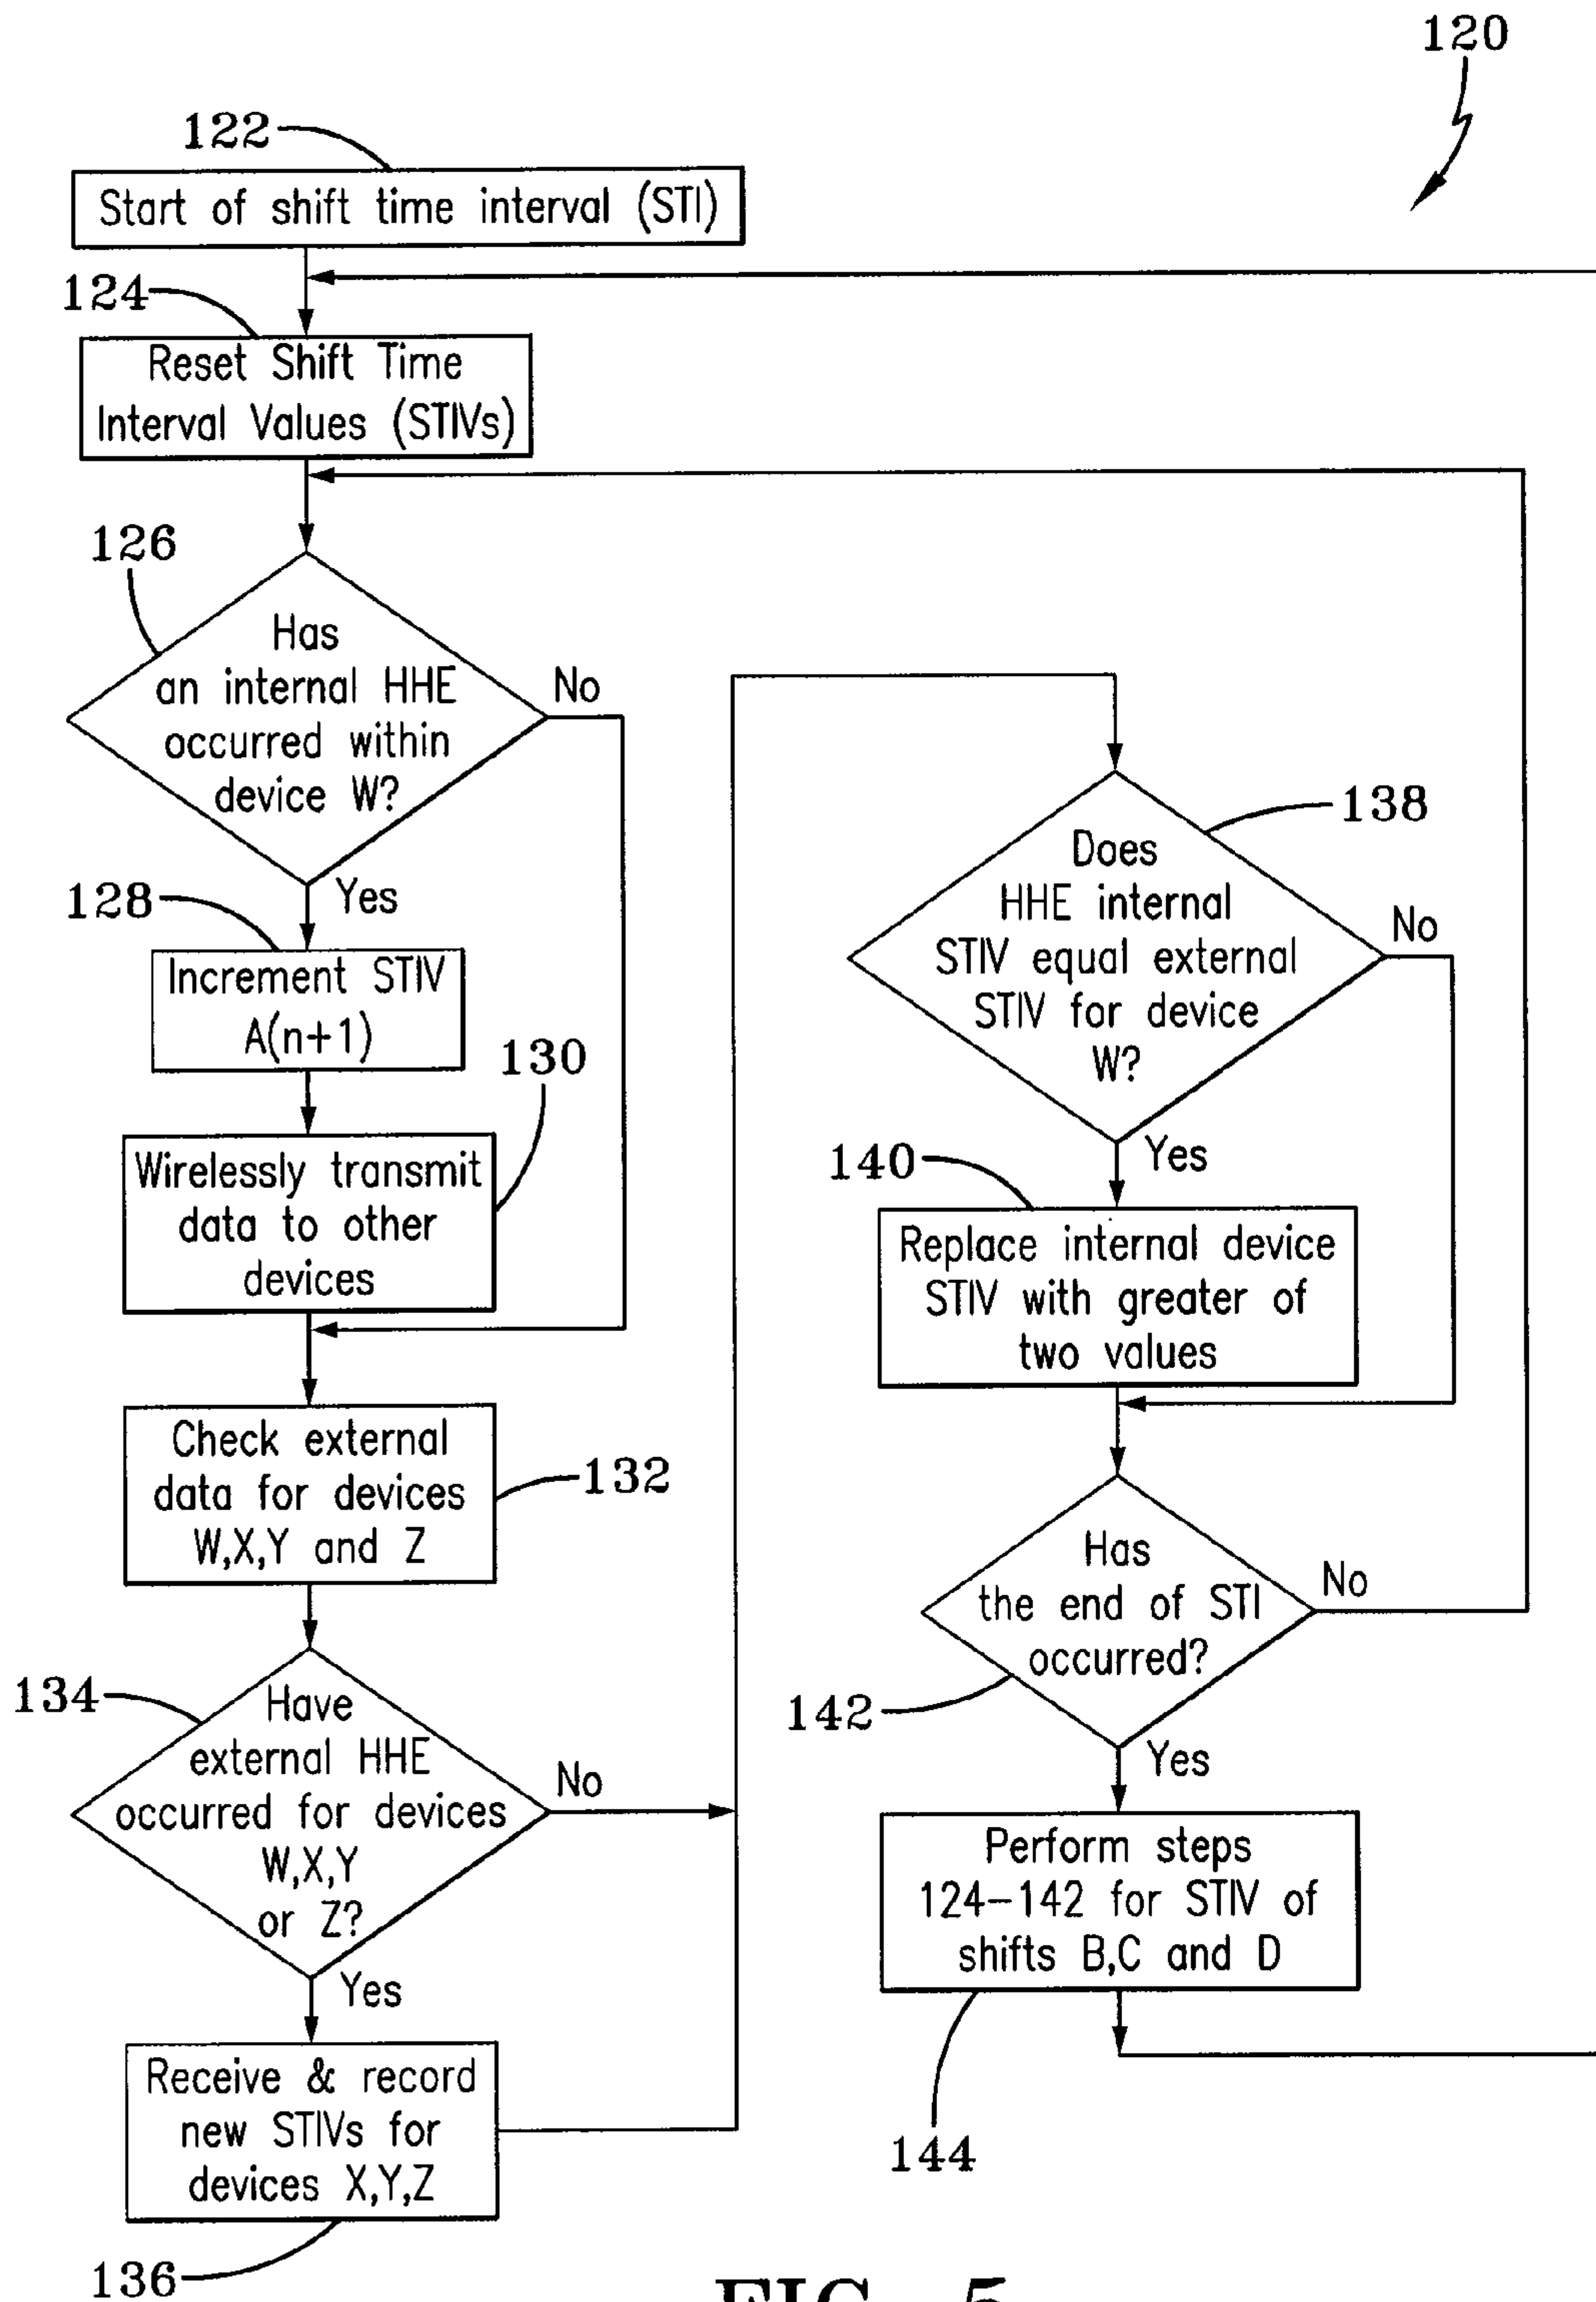 120
122
Start of shift time interval (STI)
124
Reset Shift Time
Interval Values (STIVs)
126
Has
an internal HHE
occurred within
device W?
No
Yes
128
Increment STIV
A(n+1)
130
Wirelessly transmit
data to other
devices
Check external
data for devices
W,X,Y and Z
132
134
Have
external HHE
occurred for devices
W,X,Y
or Z?
No
Yes
Receive & record
new STIVs for
devices X,Y,Z
136
138
Does
HHE internal
STIV equal external
STIV for device
W?
No
Yes
140
Replace internal device
STIV with greater of
two values
Has
the end of STI
occurred?
No
142
Yes
Perform steps
124-142 for STIV of
shifts B,C and D
144
FIG. 5